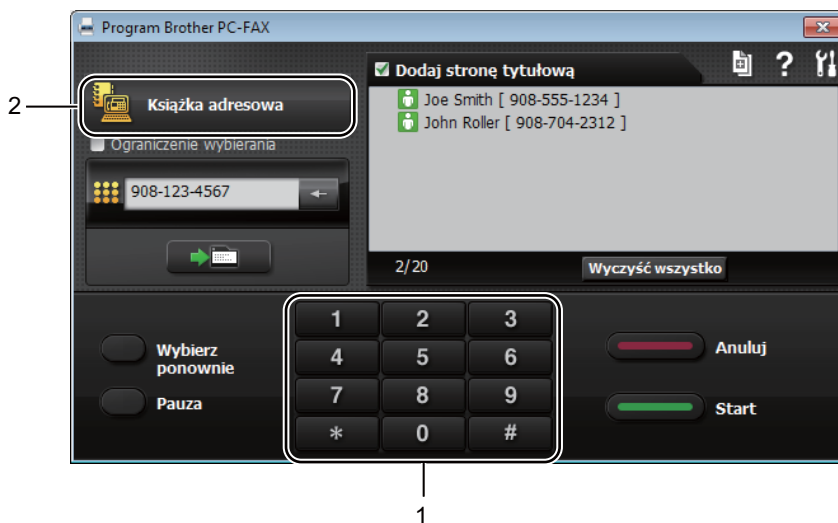 Program Brother PC-FAX
Dodaj stronę tytułową
?
2
Książka adresowa
Joe Smith [ 908-555-1234 ]
John Roller [ 908-704-2312 ]
Ograniczenie wybierania
908-123-4567
2/20
Wyczyść wszystko
1 2 3
4 5 6
7 8 9
* 0 #
Wybierz
ponownie
Pauza
Anuluj
Start
1